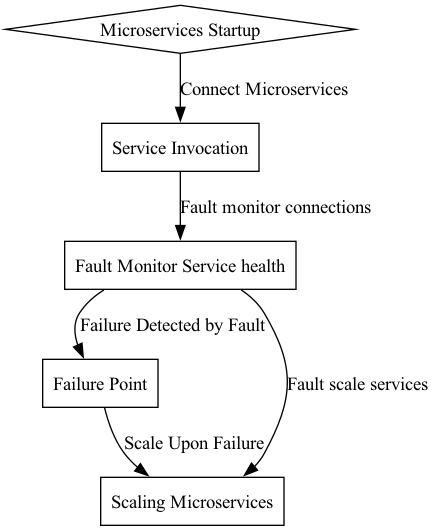 Microservices Startup
Connect Microservices
Service Invocation
Fault monitor connections
Fault Monitor Service health
Failure Detected by Fault
Failure Point
Fault scale services
Scale Upon Failure
Scaling Microservices